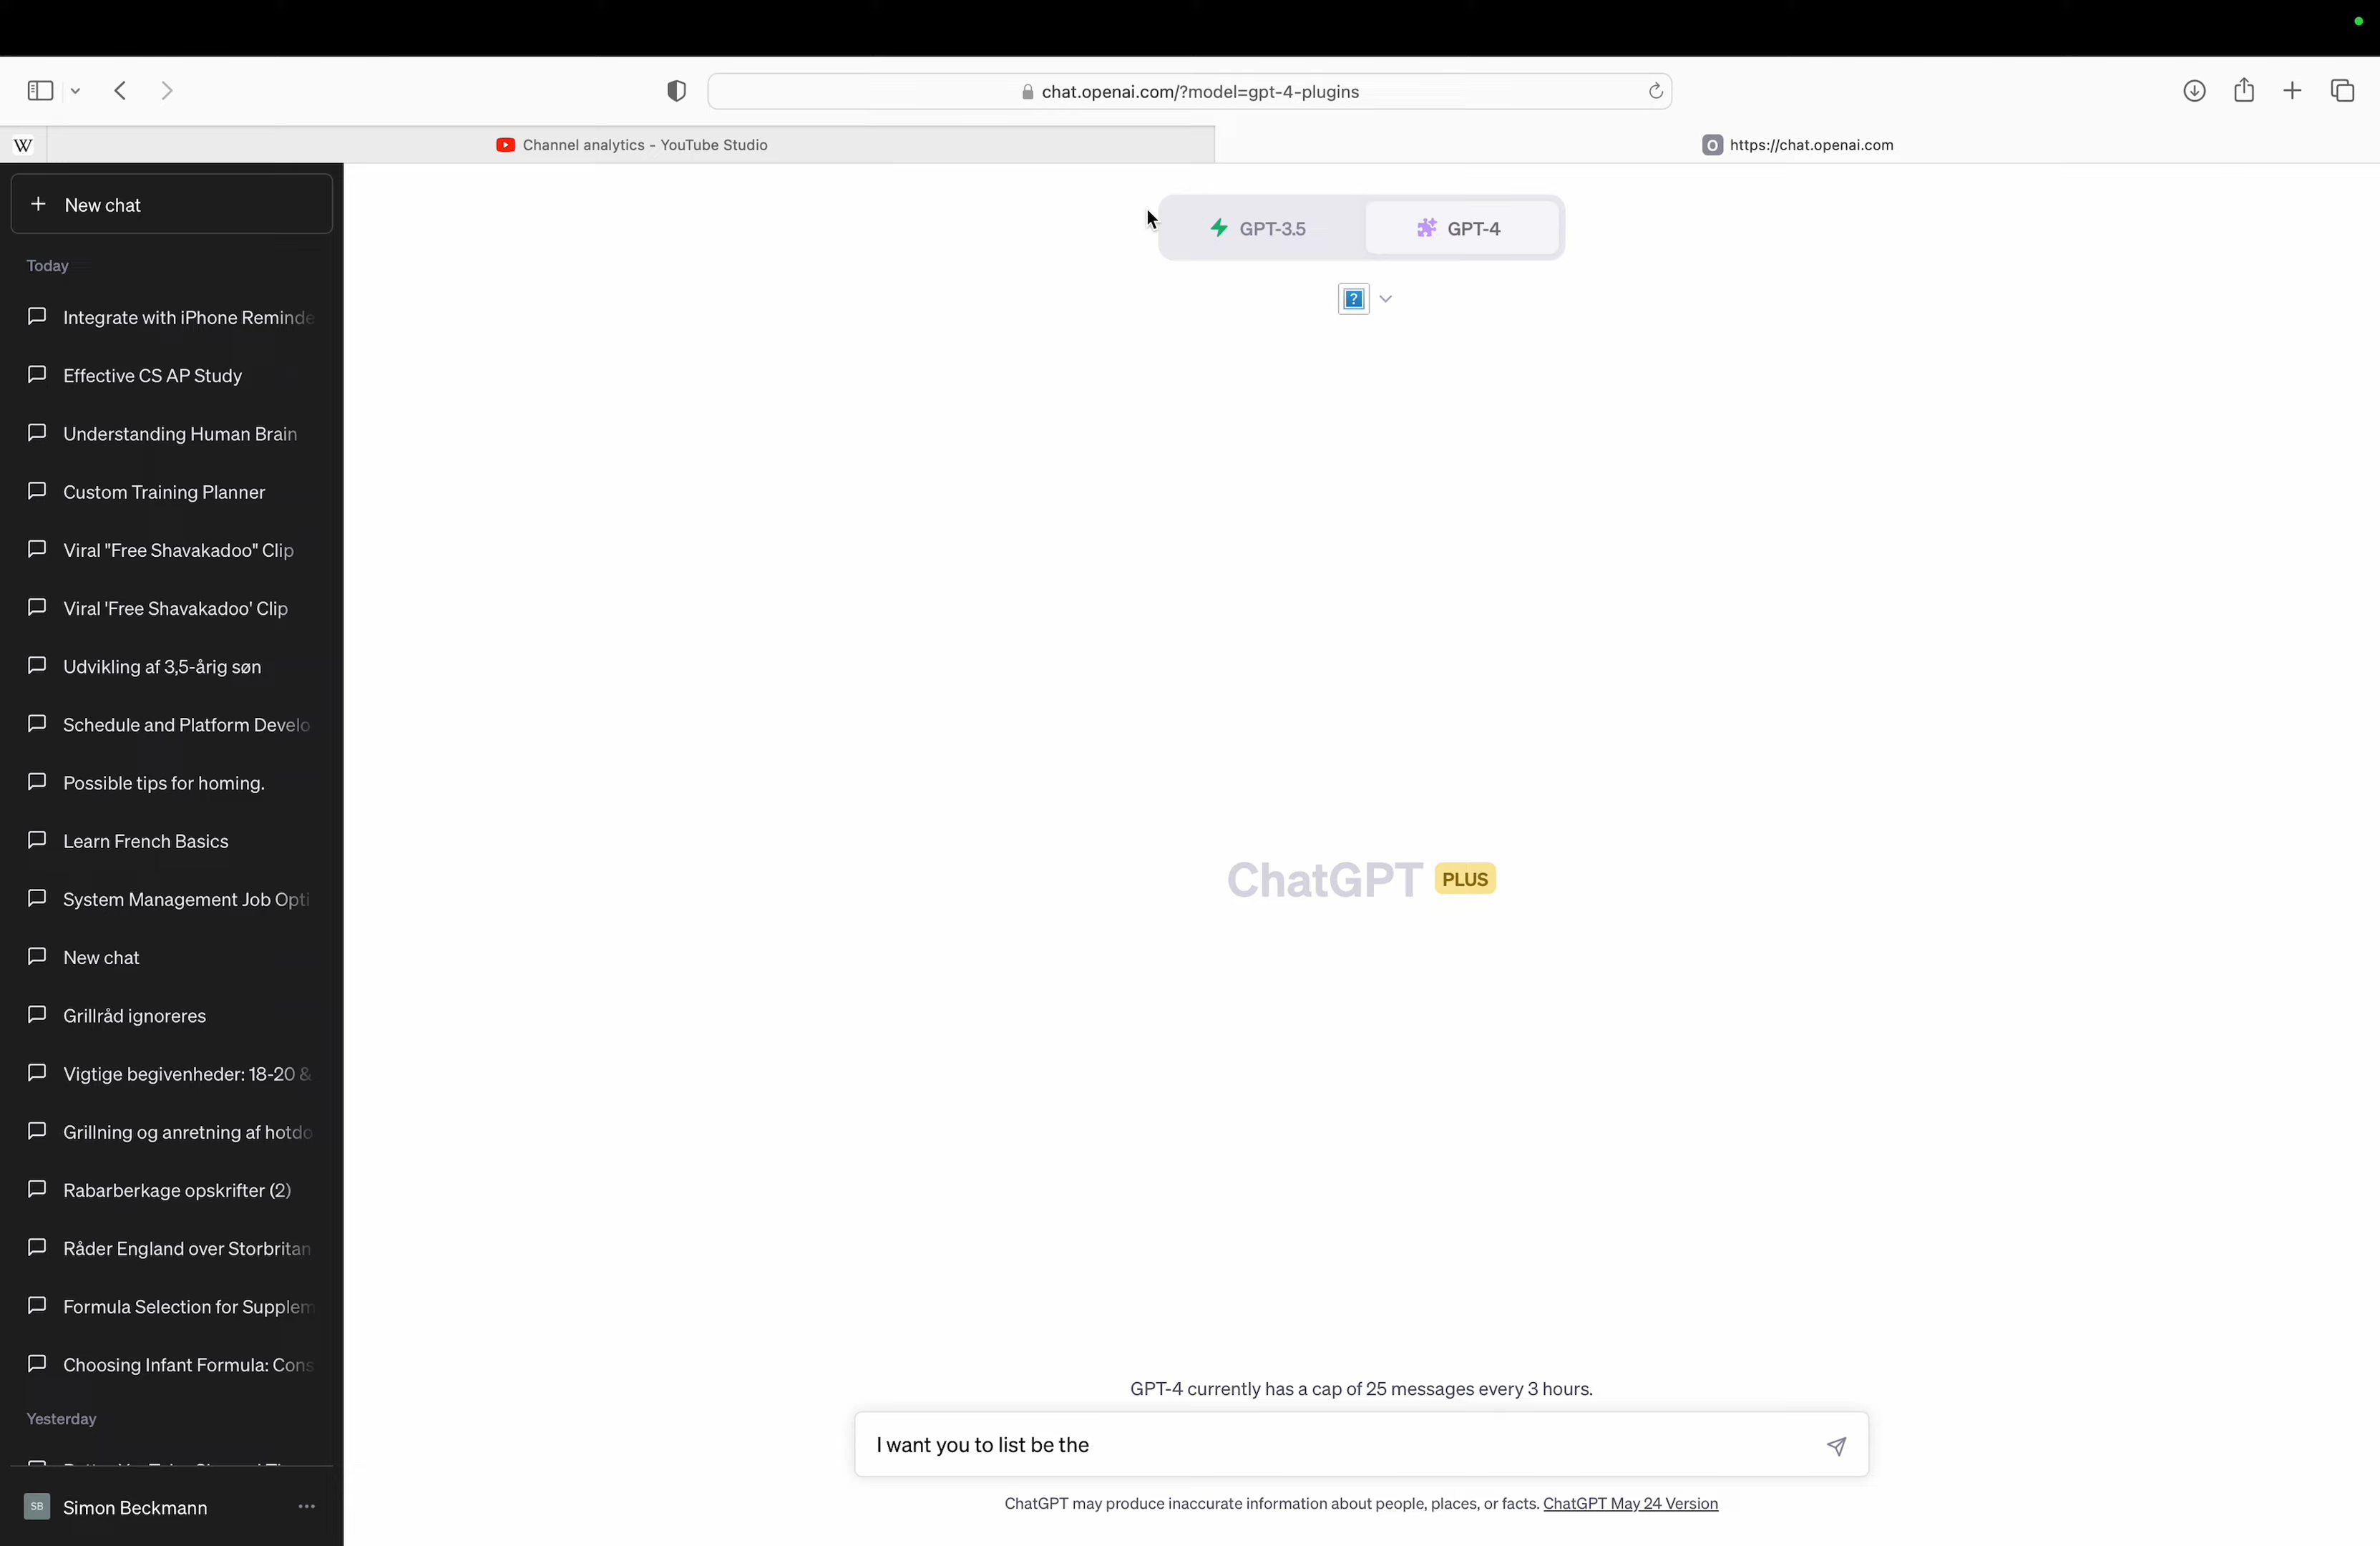 chat.openai.com/?model=gpt-4-plugins
W
Channel analytics - YouTube Studio
O https://chat.openai.com
New chat
Today
Integrate with iPhone Reminde
Effective CS AP Study
Understanding Human Brain
Custom Training Planner
Viral "Free Shavakadoo" Clip
Viral 'Free Shavakadoo' Clip
Udvikling af 3,5-årig søn
Schedule and Platform Develo
Possible tips for homing.
Learn French Basics
System Management Job Opti
New chat
Grillråd ignoreres
Vigtige begivenheder: 18-20 &
Grillning og anretning af hotdo
Rabarberkage opskrifter (2)
Råder England over Storbritan
Formula Selection for Supplem
Choosing Infant Formula: Cons
Yesterday
SB Simon Beckmann
GPT-3.5
GPT-4
?
ChatGPT PLUS
GPT-4 currently has a cap of 25 messages every 3 hours.
I want you to list be the
ChatGPT may produce inaccurate information about people, places, or facts. ChatGPT May 24 Version